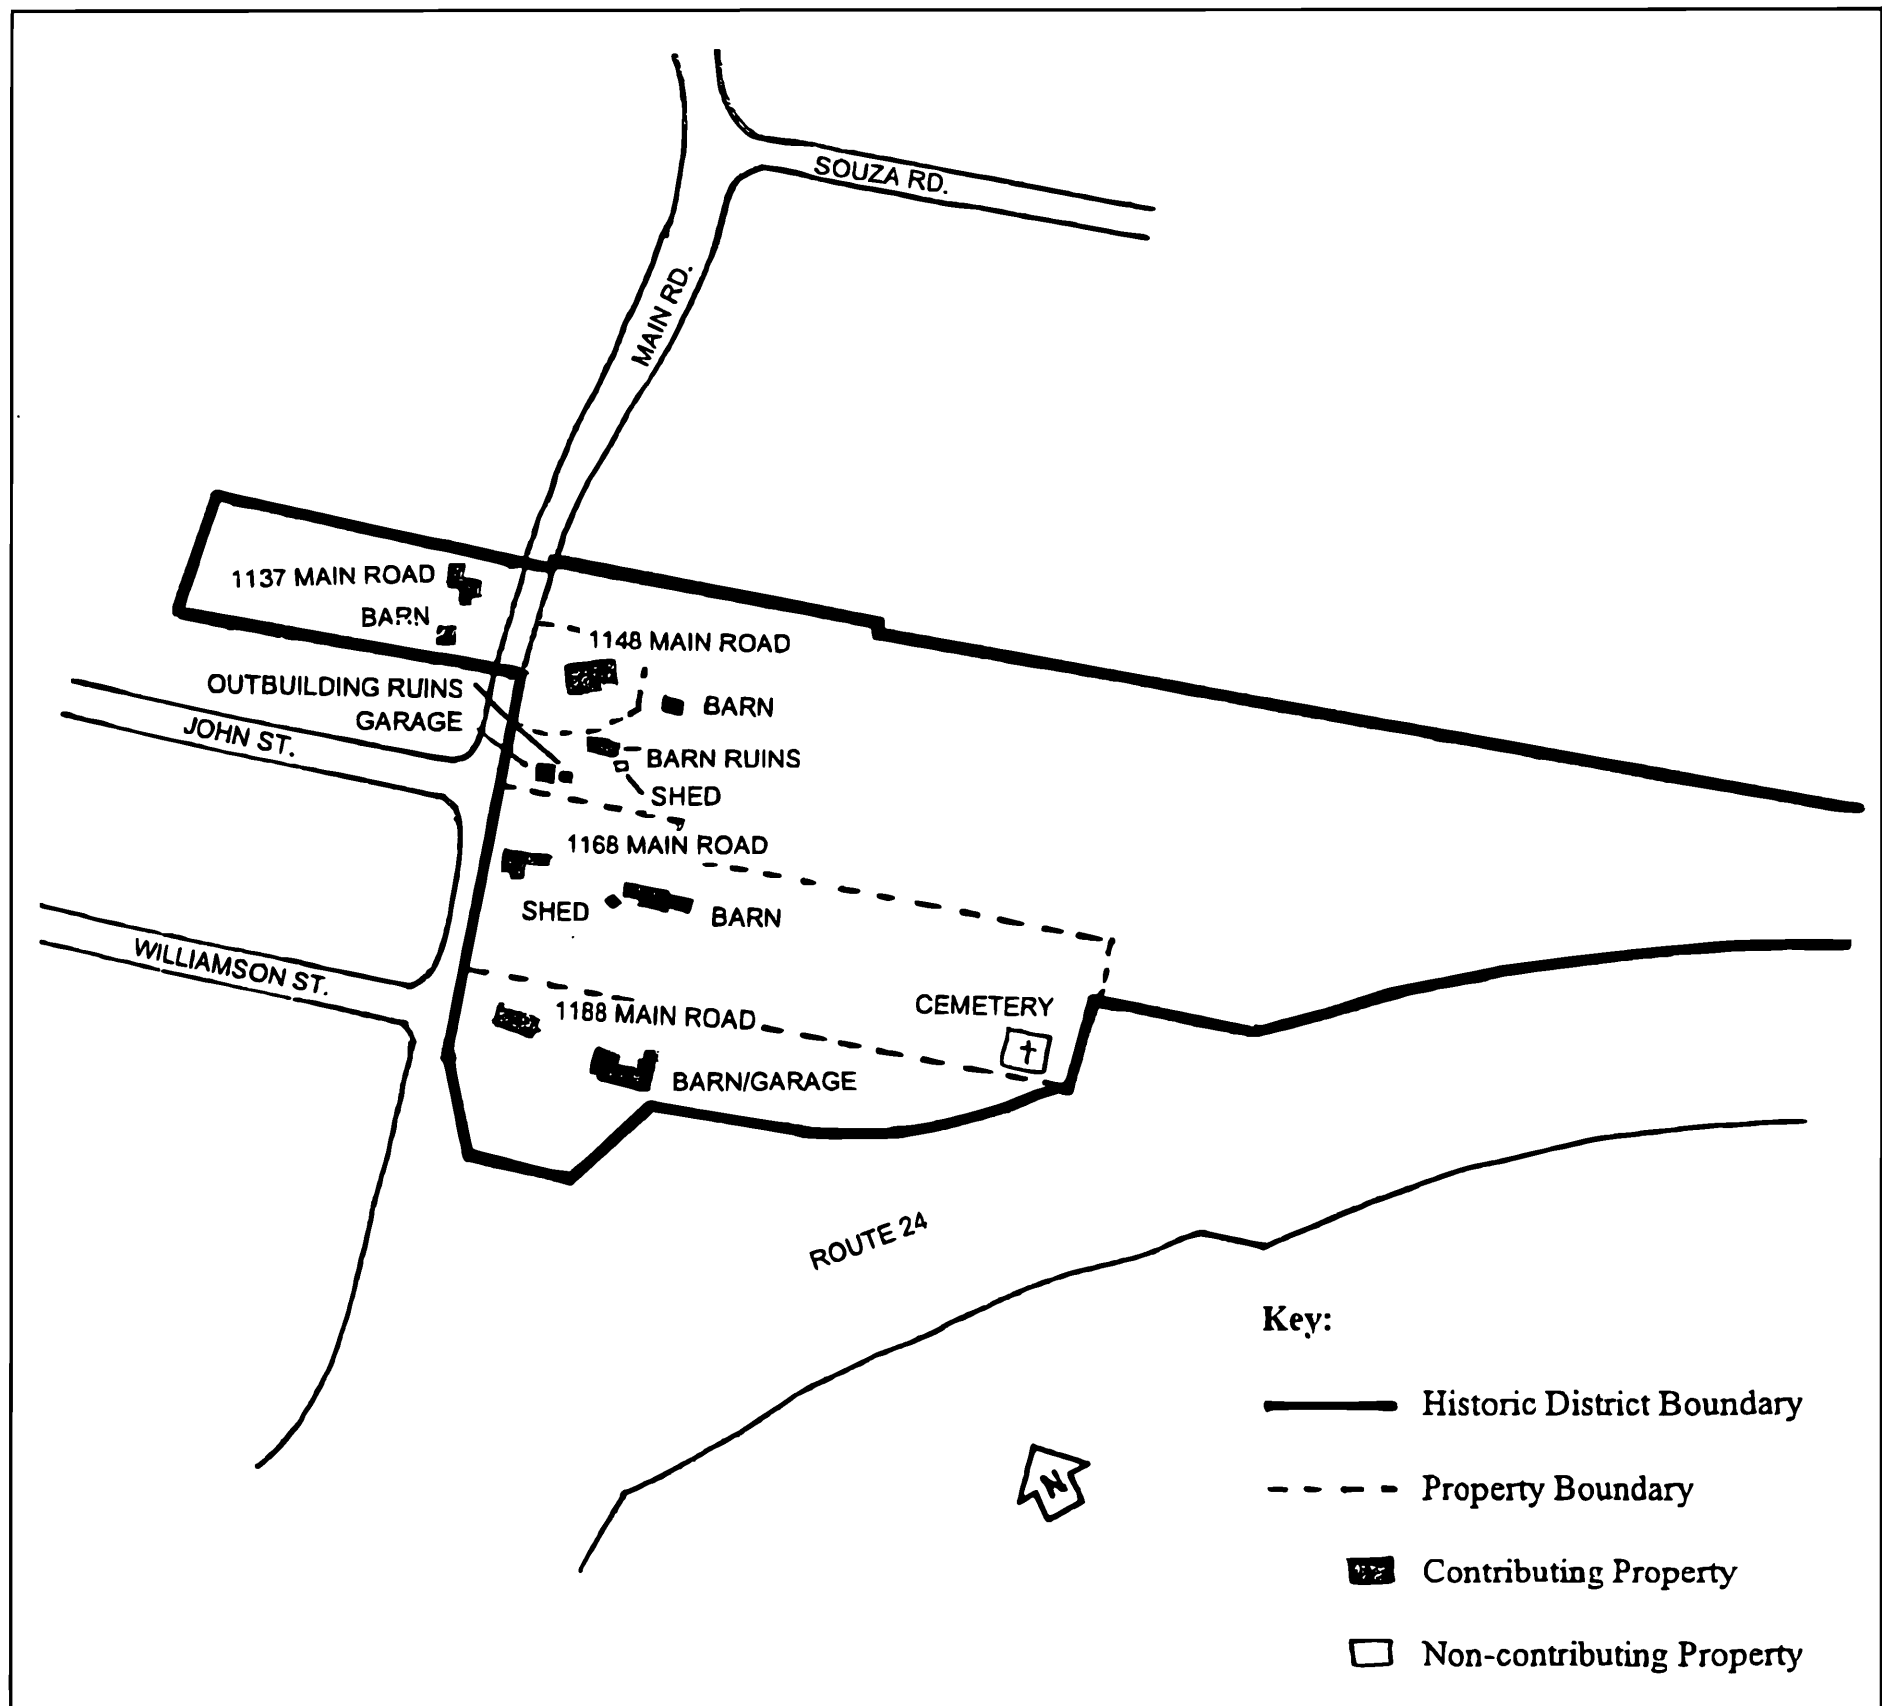 SOUZA RD.
MAIN RD.
1137 MAIN ROAD
BARN
1148 MAIN ROAD
OUTBUILDING RUINS
BARN
GARAGE
JOHN ST.
BARN RUINS
SHED
1168 MAIN ROAD
SHED
BARN
WILLIAMSON ST.
1188 MAIN ROAD
CEMETERY
BARN/GARAGE
ROUTE 24
N
Key:
Historic District Boundary
Property Boundary
Contributing Property
Non-contributing Property